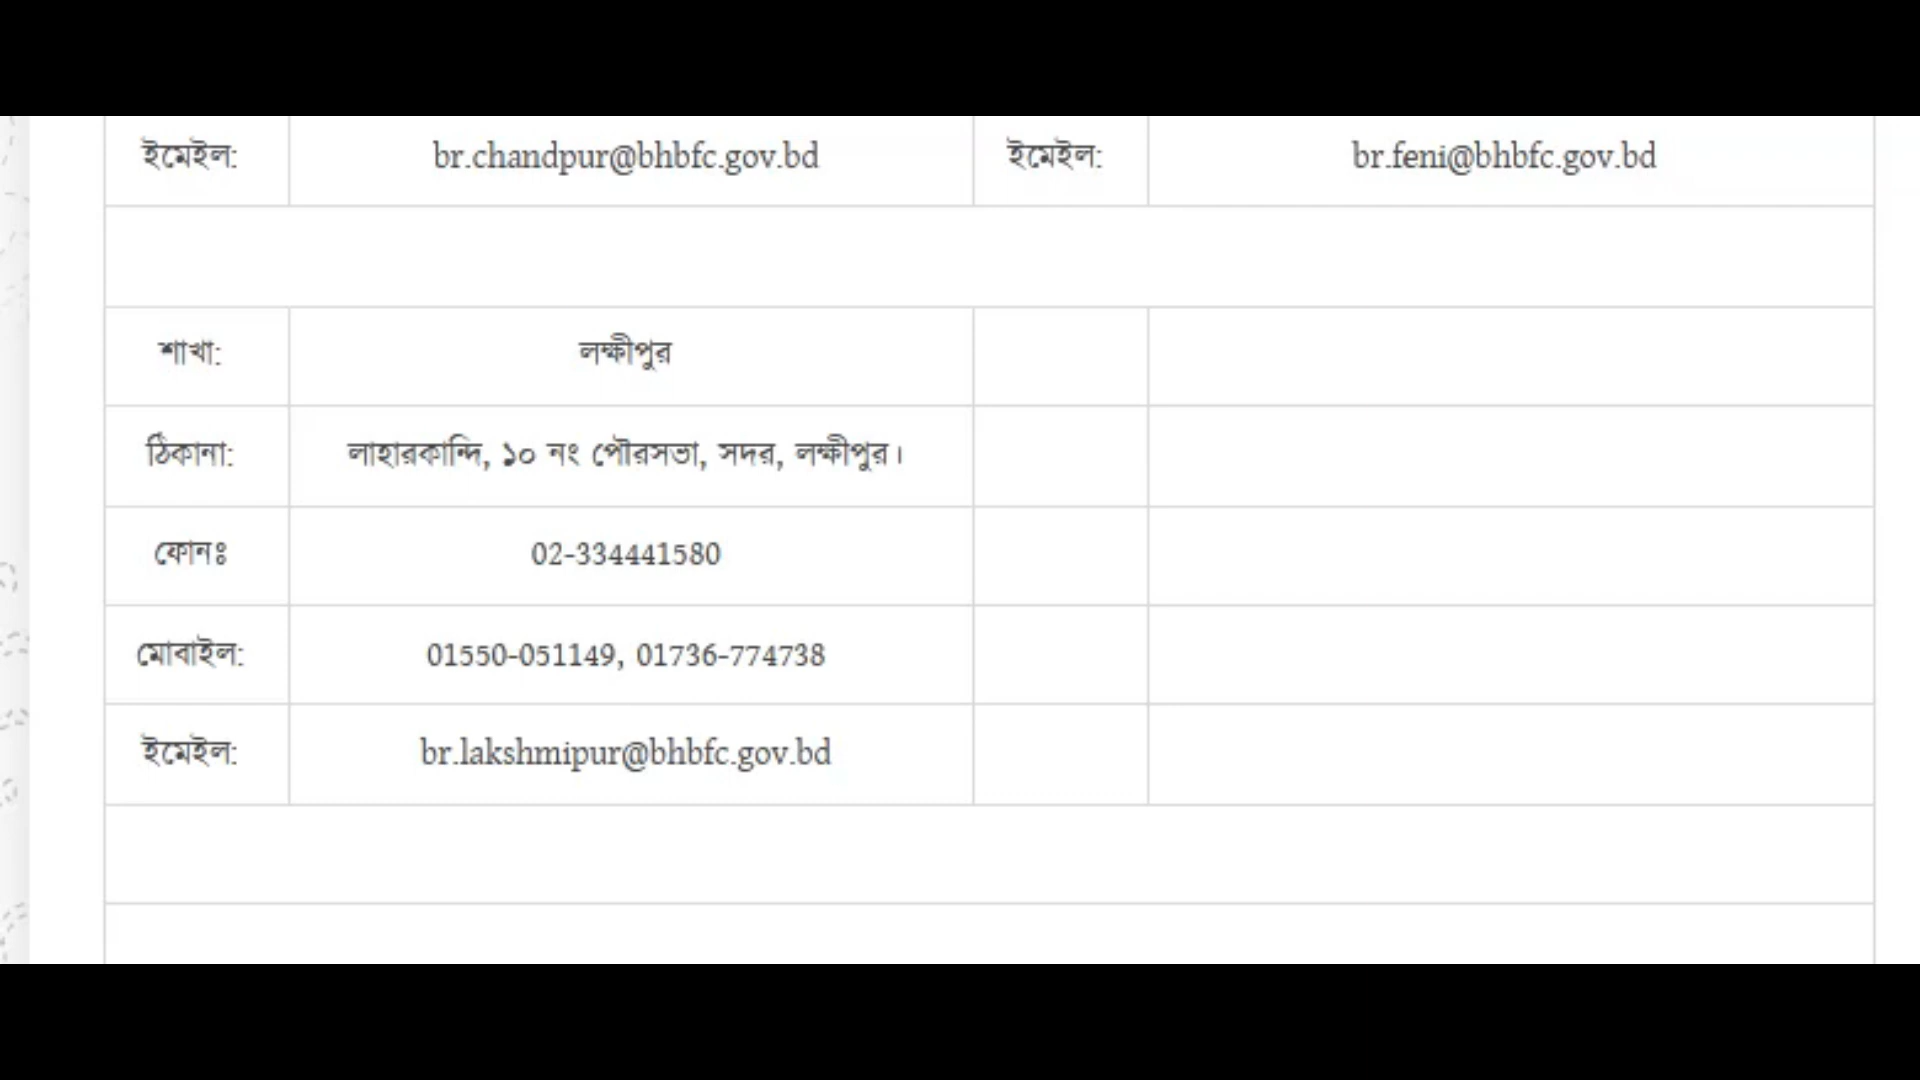 ইমেইল: br.chandpur@bhbfc.gov.bd ইমেইল: br.feni@bhbfc.gov.bd
শাখা: লক্ষীপুর
ঠিকানা: লাহারকান্দি, ১০ নং পৌরসভা, সদর, লক্ষীপুর।
ফোনঃ 02-334441580
মোবাইল: 01550-051149, 01736-774738
ইমেইল: br.lakshmipur@bhbfc.gov.bd